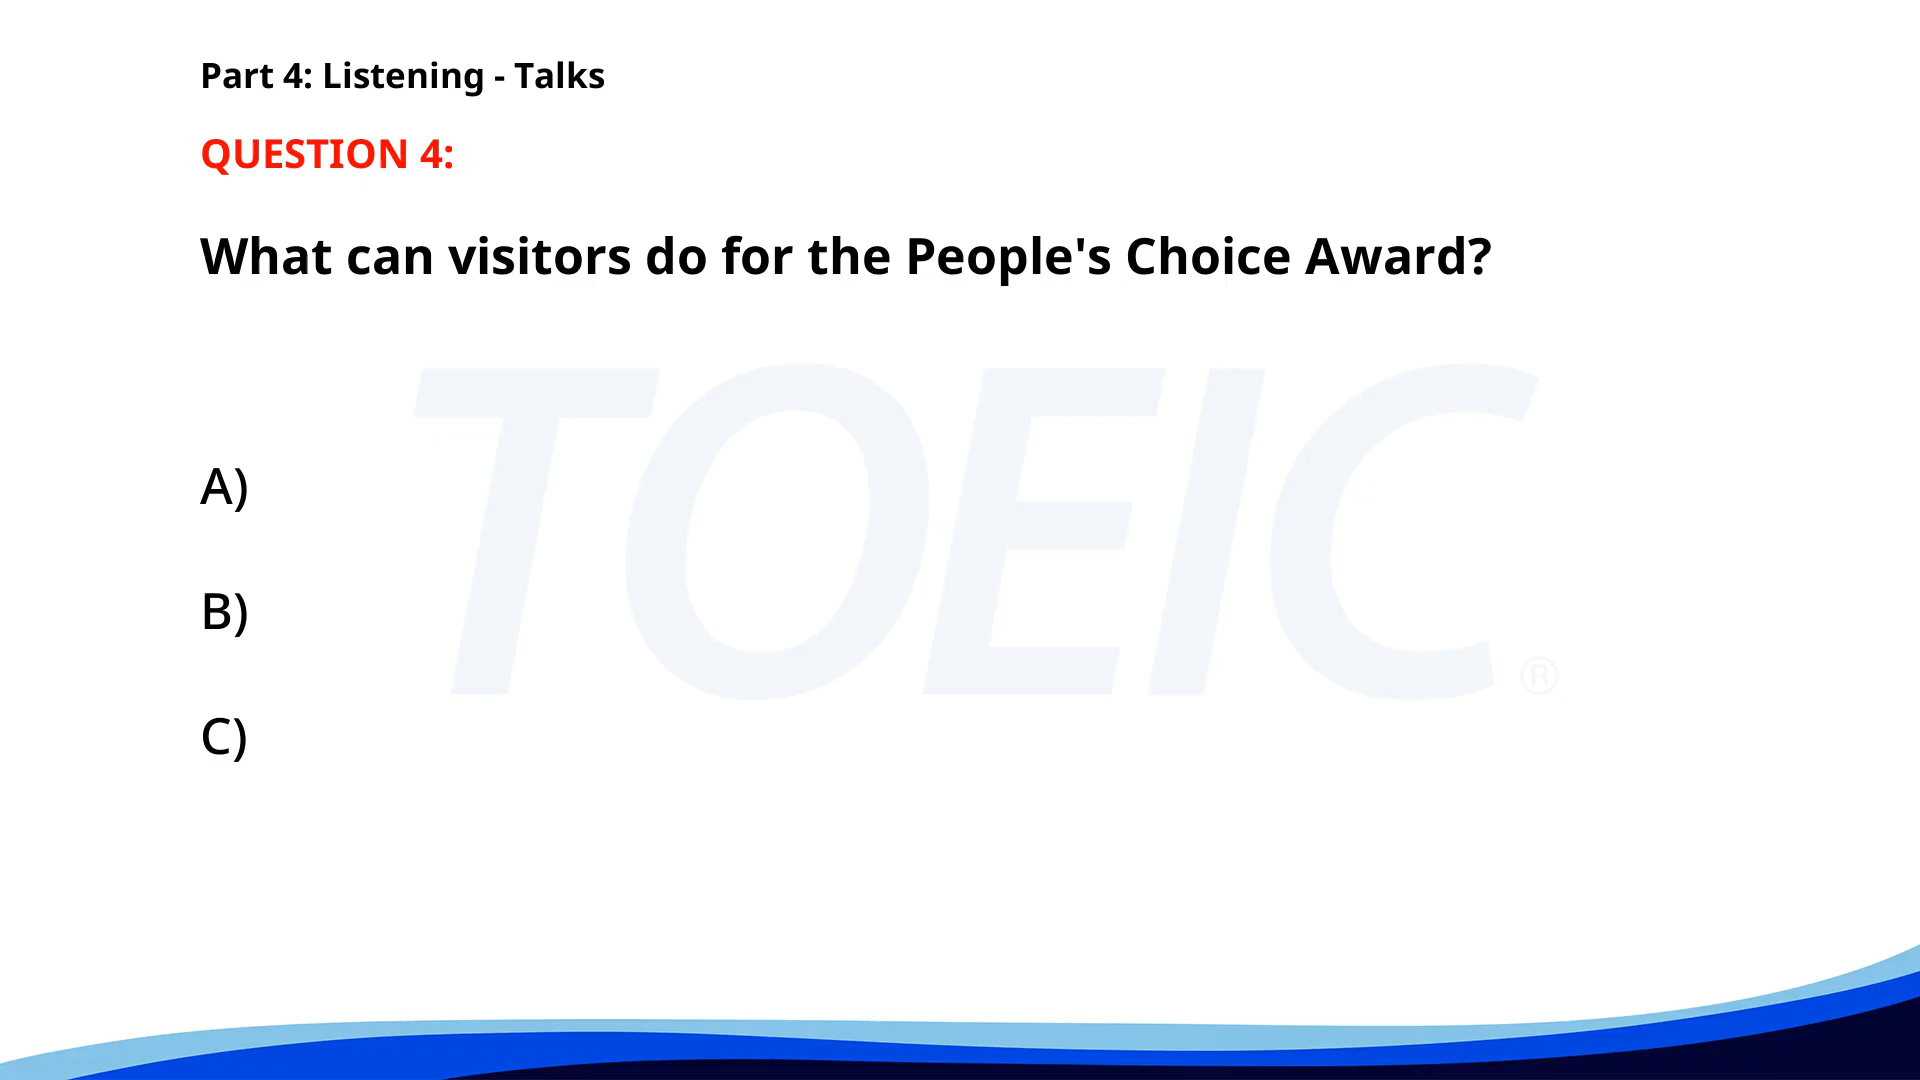 Part 4: Listening - Talks
QUESTION 4:
What can visitors do for the People's Choice Award?
TOEIC®
A)
B)
C)